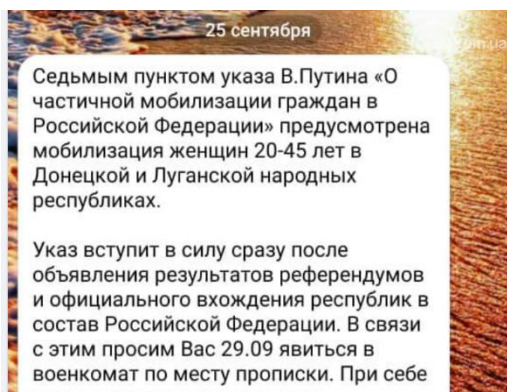 25 сентября
Седьмым пунктом указа В.Путина «О
частичной мобилизации граждан в
Российской Федерации» предусмотрена
мобилизация женщин 20-45 лет в
Донецкой и Луганской народных
республиках.
Указ вступит в силу сразу после
объявления результатов референдумов
и официального вхождения республик в
состав Российской Федерации. В связи
с этим просим Вас 29.09 явиться в
военкомат по месту прописки. При себе